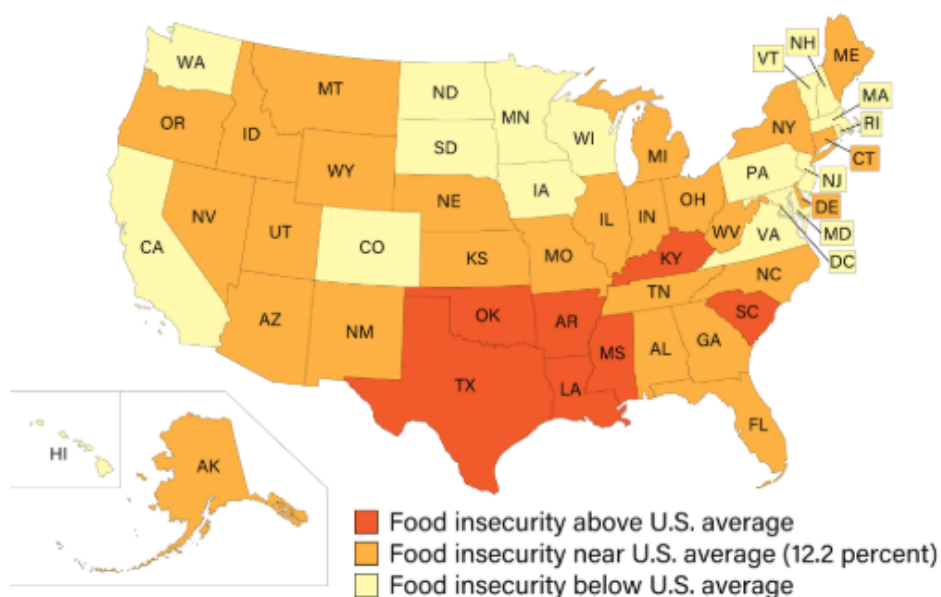 NH
ME
VT
WA
MT
ND
MN
MA
OR
ID
SD
WI
NY
RI
WY
MI
CT
IA
PA
NJ
NE
OH
DE
NV
IL
IN
UT
CO
WV
VA
MD
CA
KS
MO
KY
DC
NC
TN
AZ
NM
OK
AR
SC
MS
AL
GA
TX
LA
FL
HI
AK
Food insecurity above U.S. average
Food insecurity near U.S. average (12.2 percent)
Food insecurity below U.S. average